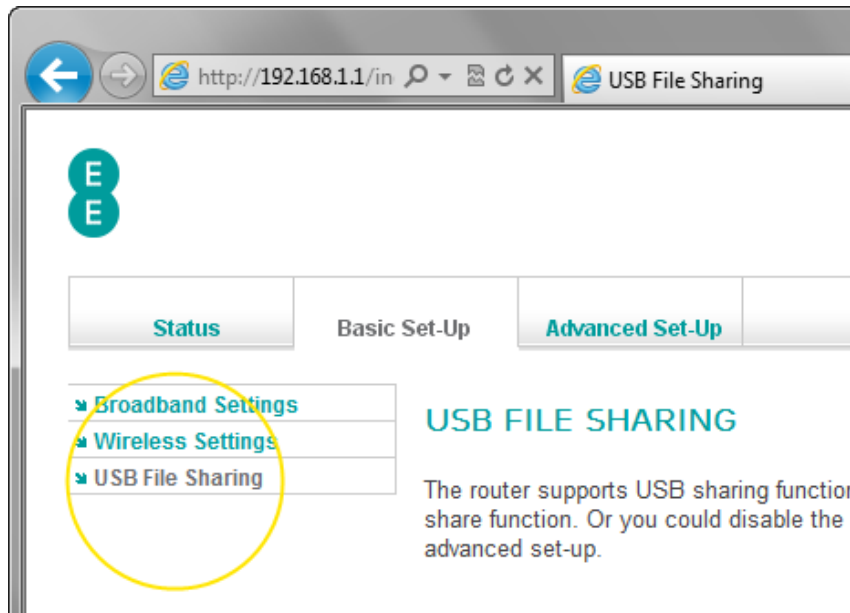 http://192.168.1.1/in
USB File Sharing
E
E
Status
Basic Set-Up
Advanced Set-Up
Broadband Settings
Wireless Settings
USB File Sharing
USB FILE SHARING
The router supports USB sharing function
share function. Or you could disable the
advanced set-up.